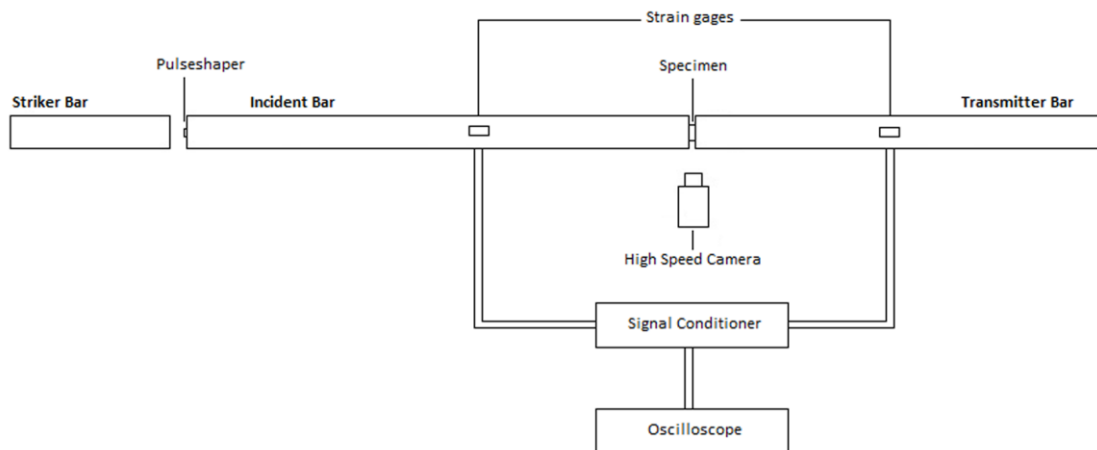 Strain gages
Pulseshaper
Specimen
Striker Bar
Incident Bar
Transmitter Bar
High Speed Camera
Signal Conditioner
Oscilloscope